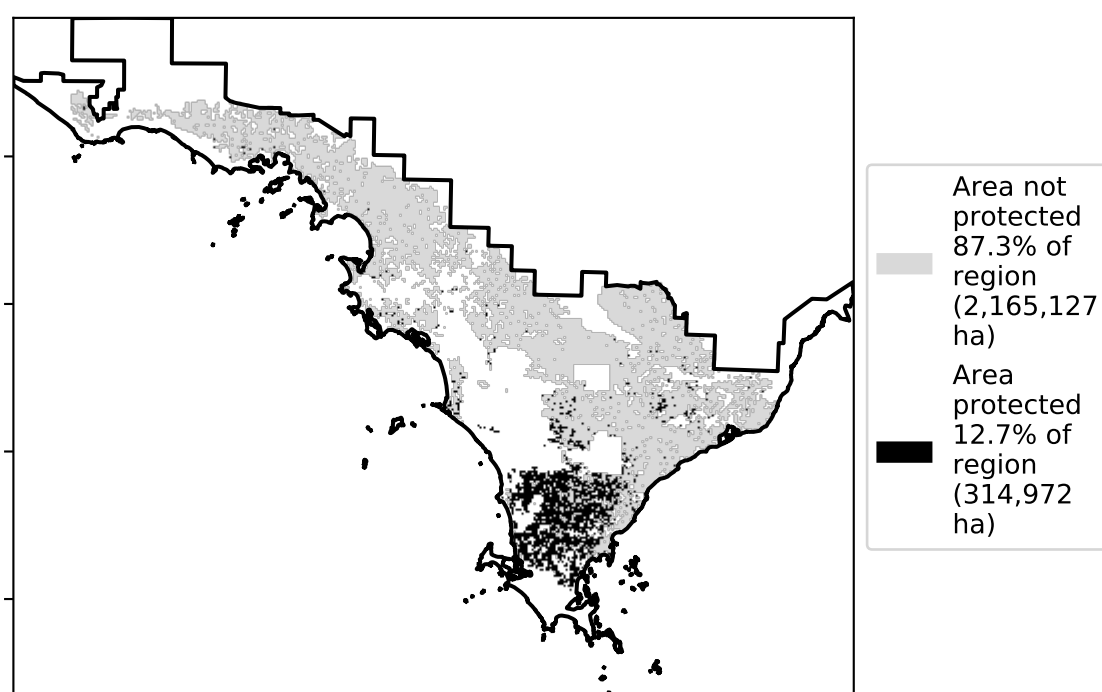 Area not
protected
87.3% of
region
(2,165,127
ha)
Area
protected
12.7% of
region
(314,972
ha)